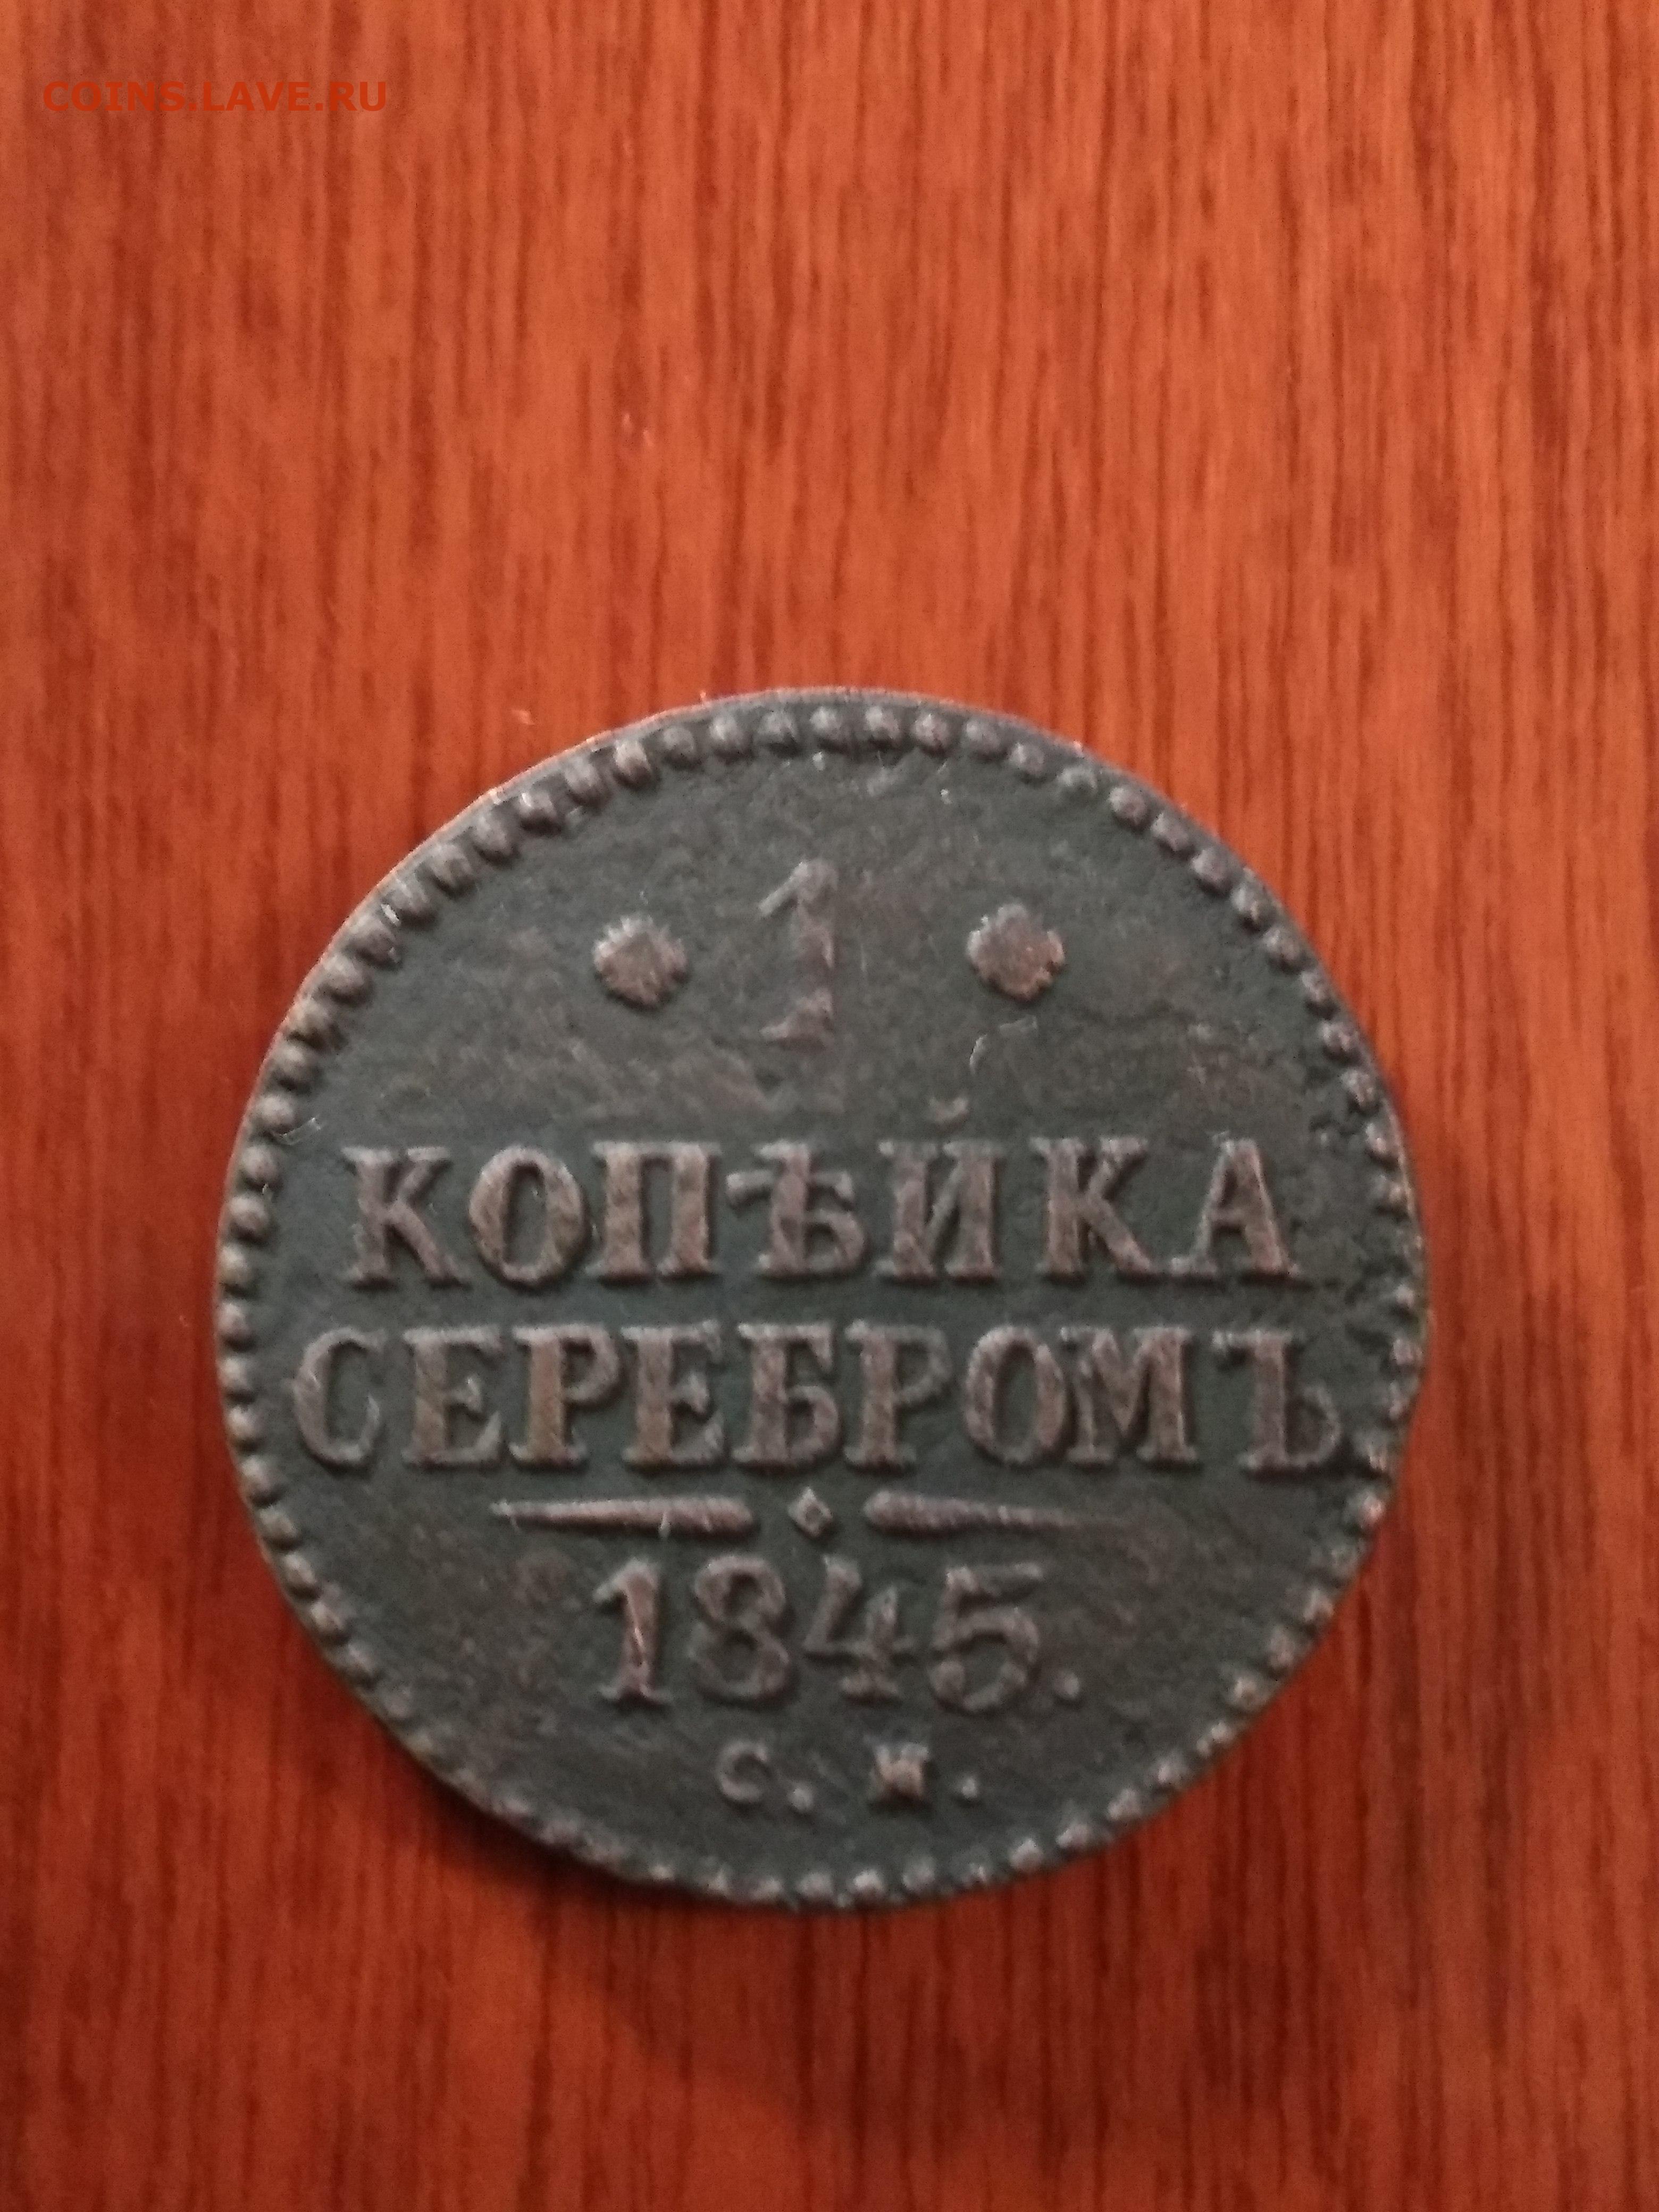 COINS.LAVE.RU
1
КОПѢЙКА
СЕРЕБРОМЪ
1845.
С. М.